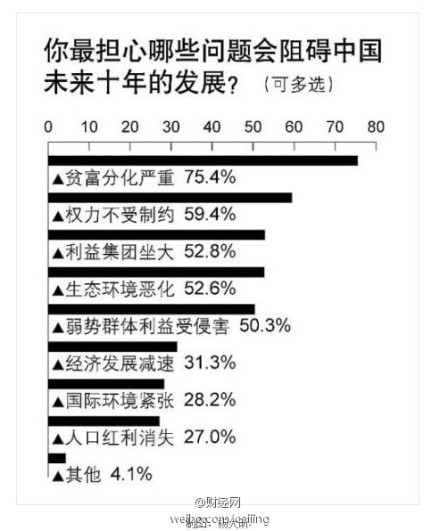 你最担心哪些问题会阻碍中国
未来十年的发展？（可多选）
0 10 20 30 40 50 60 70 80
▲贫富分化严重 75.4%
▲权力不受制约 59.4%
▲利益集团坐大 52.8%
▲生态环境恶化 52.6%
▲弱势群体利益受侵害 50.3%
▲经济发展减速 31.3%
▲国际环境紧张 28.2%
▲人口红利消失 27.0%
▲其他 4.1%
@财经网
weibo.com/caijing
制图：